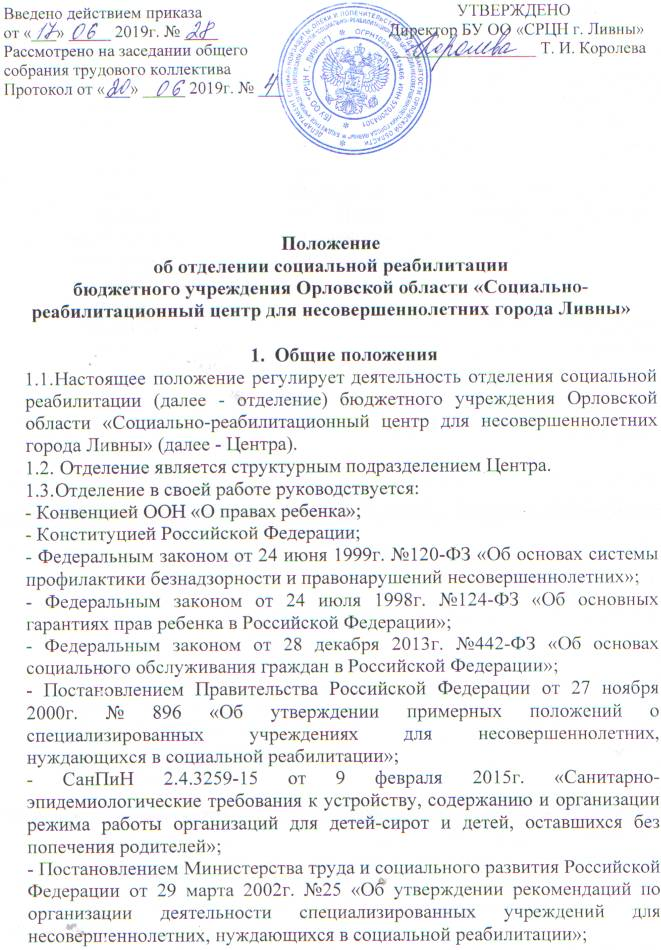 Введено действием приказа
от «17» 06 2019г. № 28
Рассмотрено на заседании общего
собрания трудового коллектива
Протокол от «20» 06 2019г. № 4
УТВЕРЖДЕНО
Директор БУ ОО «СРЦН г. Ливны»
Королева Т. И. Королева
Положение
об отделении социальной реабилитации
бюджетного учреждения Орловской области «Социально-
реабилитационный центр для несовершеннолетних города Ливны»
1. Общие положения
1.1.Настоящее положение регулирует деятельность отделения социальной
реабилитации (далее - отделение) бюджетного учреждения Орловской
области «Социально-реабилитационный центр для несовершеннолетних
города Ливны» (далее - Центра).
1.2. Отделение является структурным подразделением Центра.
1.3.Отделение в своей работе руководствуется:
- Конвенцией ООН «О правах ребенка»;
- Конституцией Российской Федерации;
- Федеральным законом от 24 июня 1999г. №120-ФЗ «Об основах системы
профилактики безнадзорности и правонарушений несовершеннолетних»;
- Федеральным законом от 24 июля 1998г. №124-ФЗ «Об основных
гарантиях прав ребенка в Российской Федерации»;
- Федеральным законом от 28 декабря 2013г. №442-ФЗ «Об основах
социального обслуживания граждан в Российской Федерации»;
- Постановлением Правительства Российской Федерации от 27 ноября
2000г. № 896 «Об утверждении примерных положений о
специализированных учреждениях для несовершеннолетних,
нуждающихся в социальной реабилитации»;
- СанПиН 2.4.3259-15 от 9 февраля 2015г. «Санитарно-
эпидемиологические требования к устройству, содержанию и организации
режима работы организаций для детей-сирот и детей, оставшихся без
попечения родителей»;
- Постановлением Министерства труда и социального развития Российской
Федерации от 29 марта 2002г. №25 «Об утверждении рекомендаций по
организации деятельности специализированных учреждений для
несовершеннолетних, нуждающихся в социальной реабилитации»;